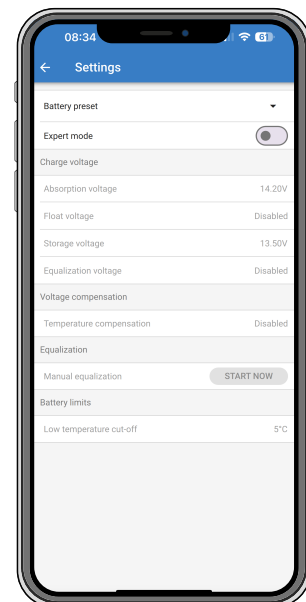 08:34
61
Settings
Battery preset
Expert mode
Charge voltage
Absorption voltage 14.20V
Float voltage Disabled
Storage voltage 13.50V
Equalization voltage Disabled
Voltage compensation
Temperature compensation Disabled
Equalization
Manual equalization START NOW
Battery limits
Low temperature cut-off 5°C